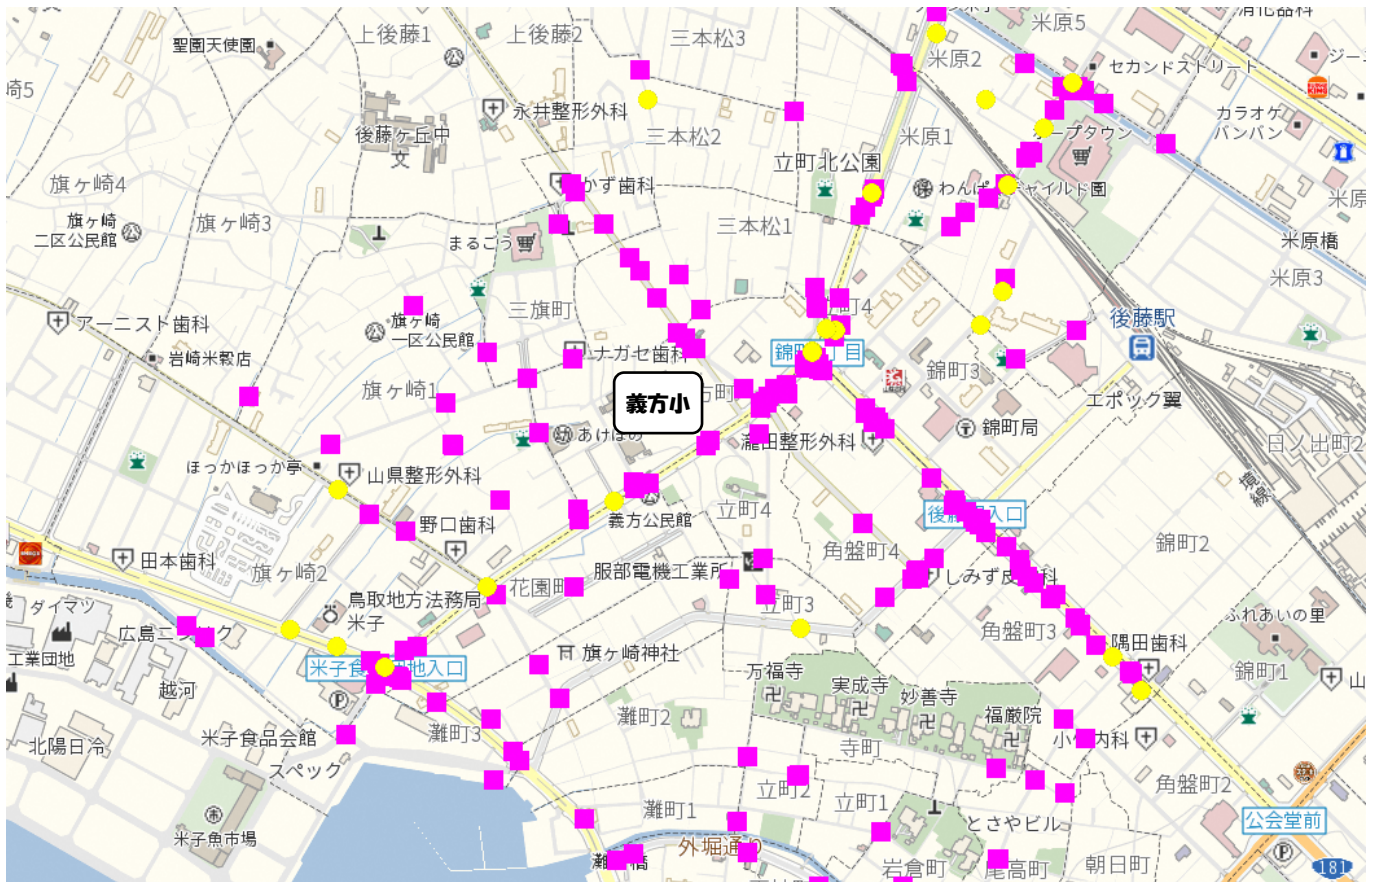 消化器科
米原5
上後藤1
上後藤2
三本松3
聖園天使園
米原2
セカンドストリート
崎5
永井整形外科
カラオケ
バンバン
後藤ヶ丘中
文
三本松2
米原1
立町北公園
旗ヶ崎4
かず歯科
旗ヶ崎3
旗ヶ崎
二区公民館
三本松1
まるごう
米原橋
米原3
三旗町
アーニスト歯科
旗ヶ崎
一区公民館
後藤駅
岩崎米穀店
ナガセ歯科
錦町3
旗ヶ崎1
義方小
エポック翼
錦町局
瀧田整形外科
日ノ出町2
ほっかほっか亭
山県整形外科
境線
野口歯科
義方公民館
立町4
角盤町4
錦町2
田本歯科
旗ヶ崎2
服部電機工業所
鳥取地方法務局
米子
ダイマツ
立町3
ふれあいの里
角盤町3
隅田歯科
工業団地
旗ヶ崎神社
万福寺
実成寺
妙善寺
福厳院
錦町1
越河
灘町2
灘町3
寺町
北陽日冷
米子食品会館
スペック
角盤町2
立町2
立町1
灘町1
公会堂前
とさやビル
米子魚市場
外堀通り
岩倉町
尾高町
朝日町
181